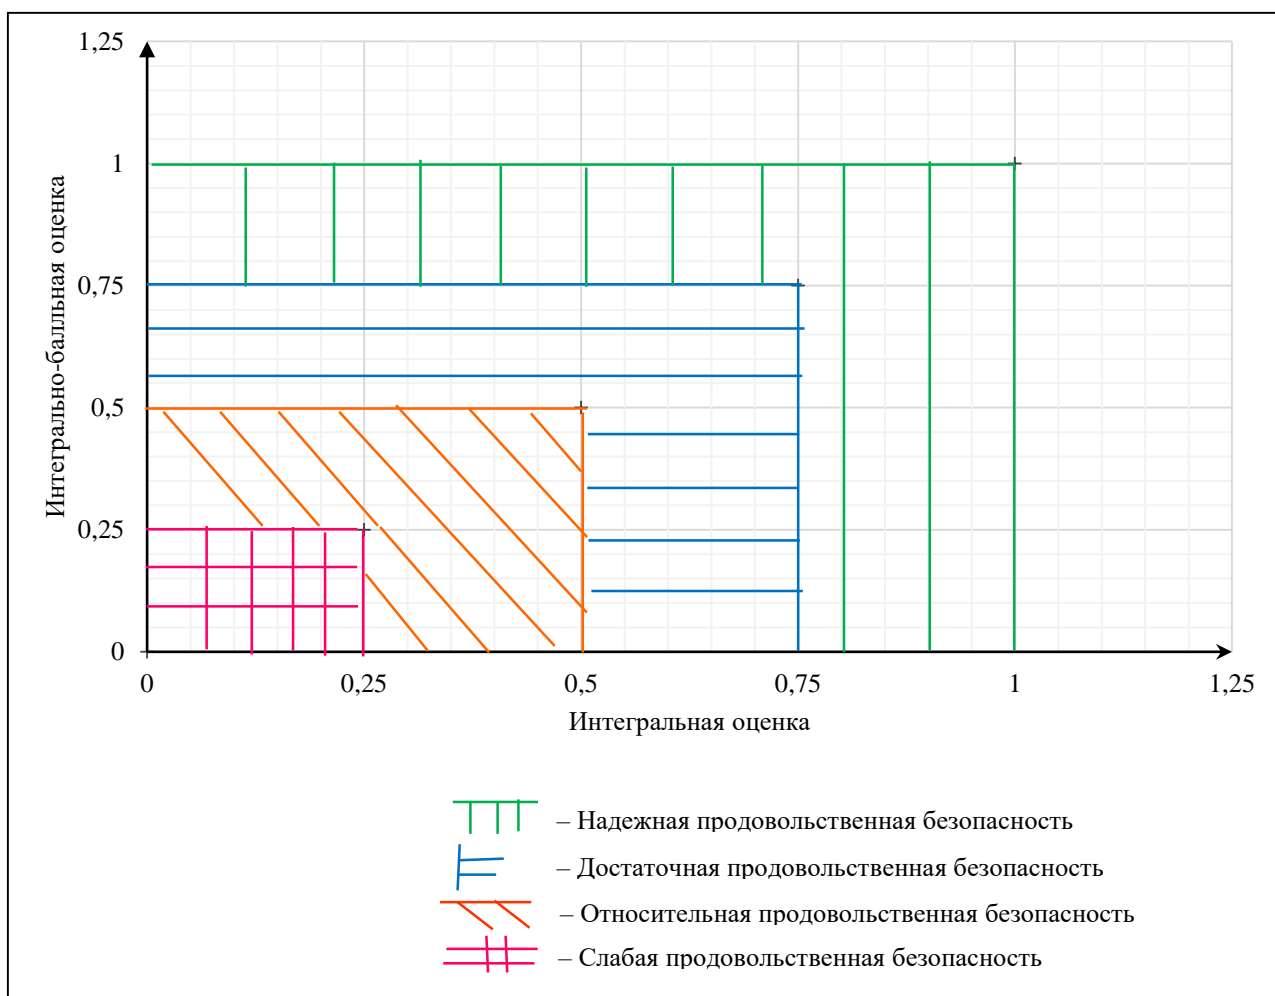 1,25
1
0,75
0,5
0,25
0
Интегрально-балльная оценка
0
0,25
0,5
0,75
1
1,25
Интегральная оценка
– Надежная продовольственная безопасность
– Достаточная продовольственная безопасность
– Относительная продовольственная безопасность
– Слабая продовольственная безопасность